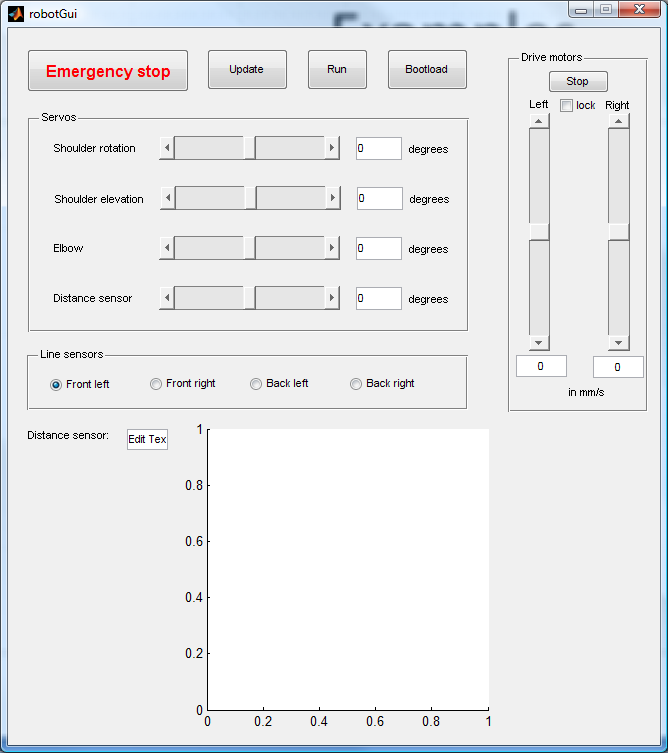 robotGui
Emergency stop
Update
Run
Bootload
Servos
Shoulder rotation
0
degrees
Shoulder elevation
0
degrees
Elbow
0
degrees
Distance sensor
0
degrees
Line sensors
Front left
Front right
Back left
Back right
Drive motors
Stop
Left
lock
Right
0
0
in mm/s
Distance sensor:
Edit Tex
1
0.8
0.6
0.4
0.2
0
0
0.2
0.4
0.6
0.8
1